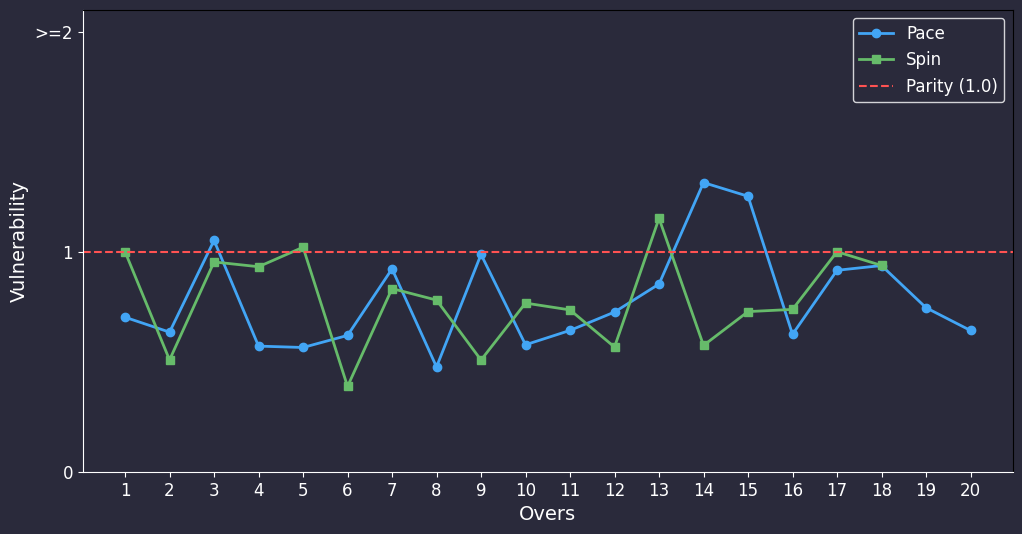 >=2
1
0
Vulnerability
Pace
Spin
Parity (1.0)
1 2 3 4 5 6 7 8 9 10 11 12 13 14 15 16 17 18 19 20
Overs